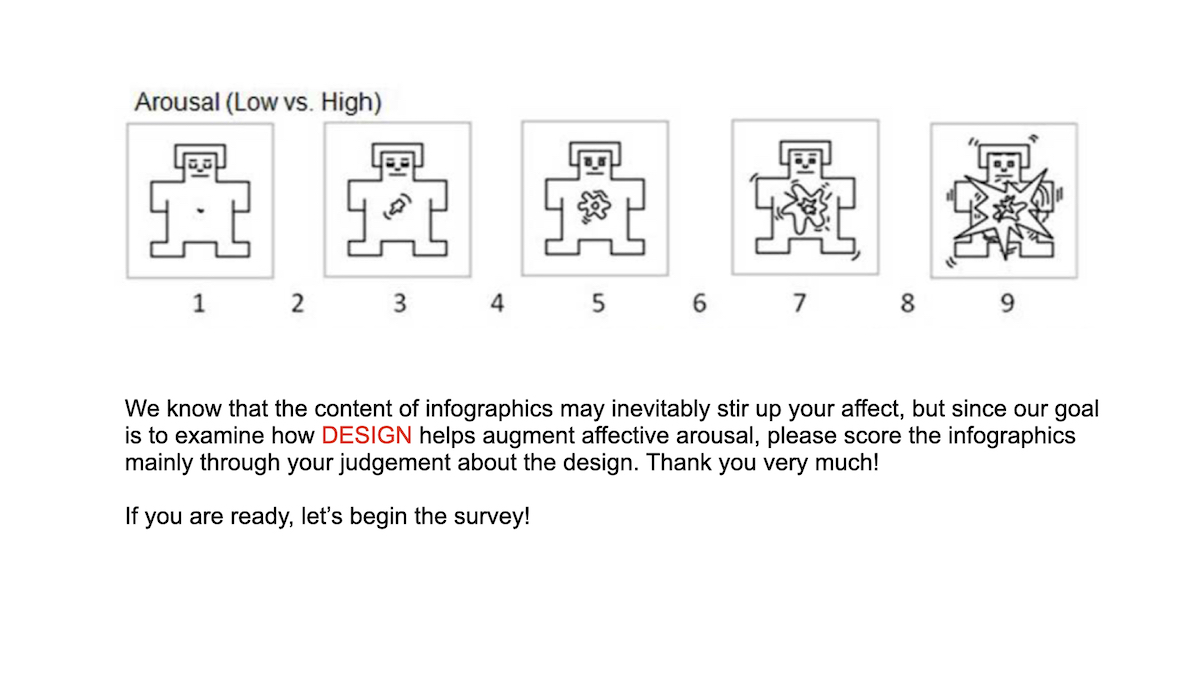 Arousal (Low vs. High)
1 2 3 4 5 6 7 8 9
We know that the content of infographics may inevitably stir up your affect, but since our goal
is to examine how DESIGN helps augment affective arousal, please score the infographics
mainly through your judgement about the design. Thank you very much!
If you are ready, let’s begin the survey!